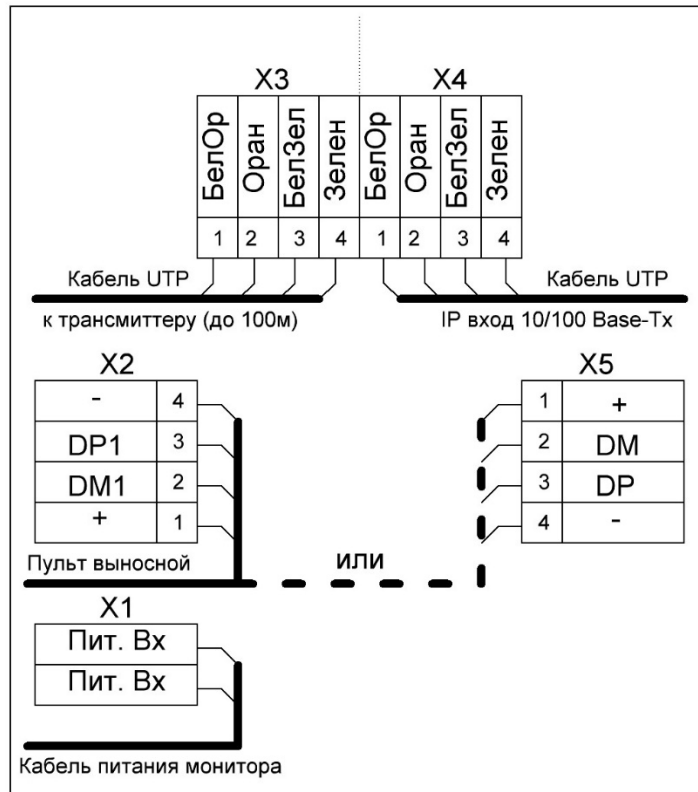 X3 X4
БелОр Оран БелЗел Зелен БелОр Оран БелЗел Зелен
1 2 3 4 1 2 3 4
Кабель UTP
к трансмиттеру (до 100м)
Кабель UTP
IP вход 10/100 Base-Tx
X2
- 4
DP1 3
DM1 2
+ 1
Пульт выносной
или
X5
1 +
2 DM
3 DP
4 -
X1
Пит. Вх
Пит. Вх
Кабель питания монитора